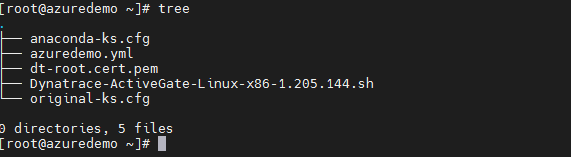 [root@azuredemo ~]# tree
.
├── anaconda-ks.cfg
├── azuredemo.yml
├── dt-root.cert.pem
├── Dynatrace-ActiveGate-Linux-x86-1.205.144.sh
└── original-ks.cfg
0 directories, 5 files
[root@azuredemo ~]#